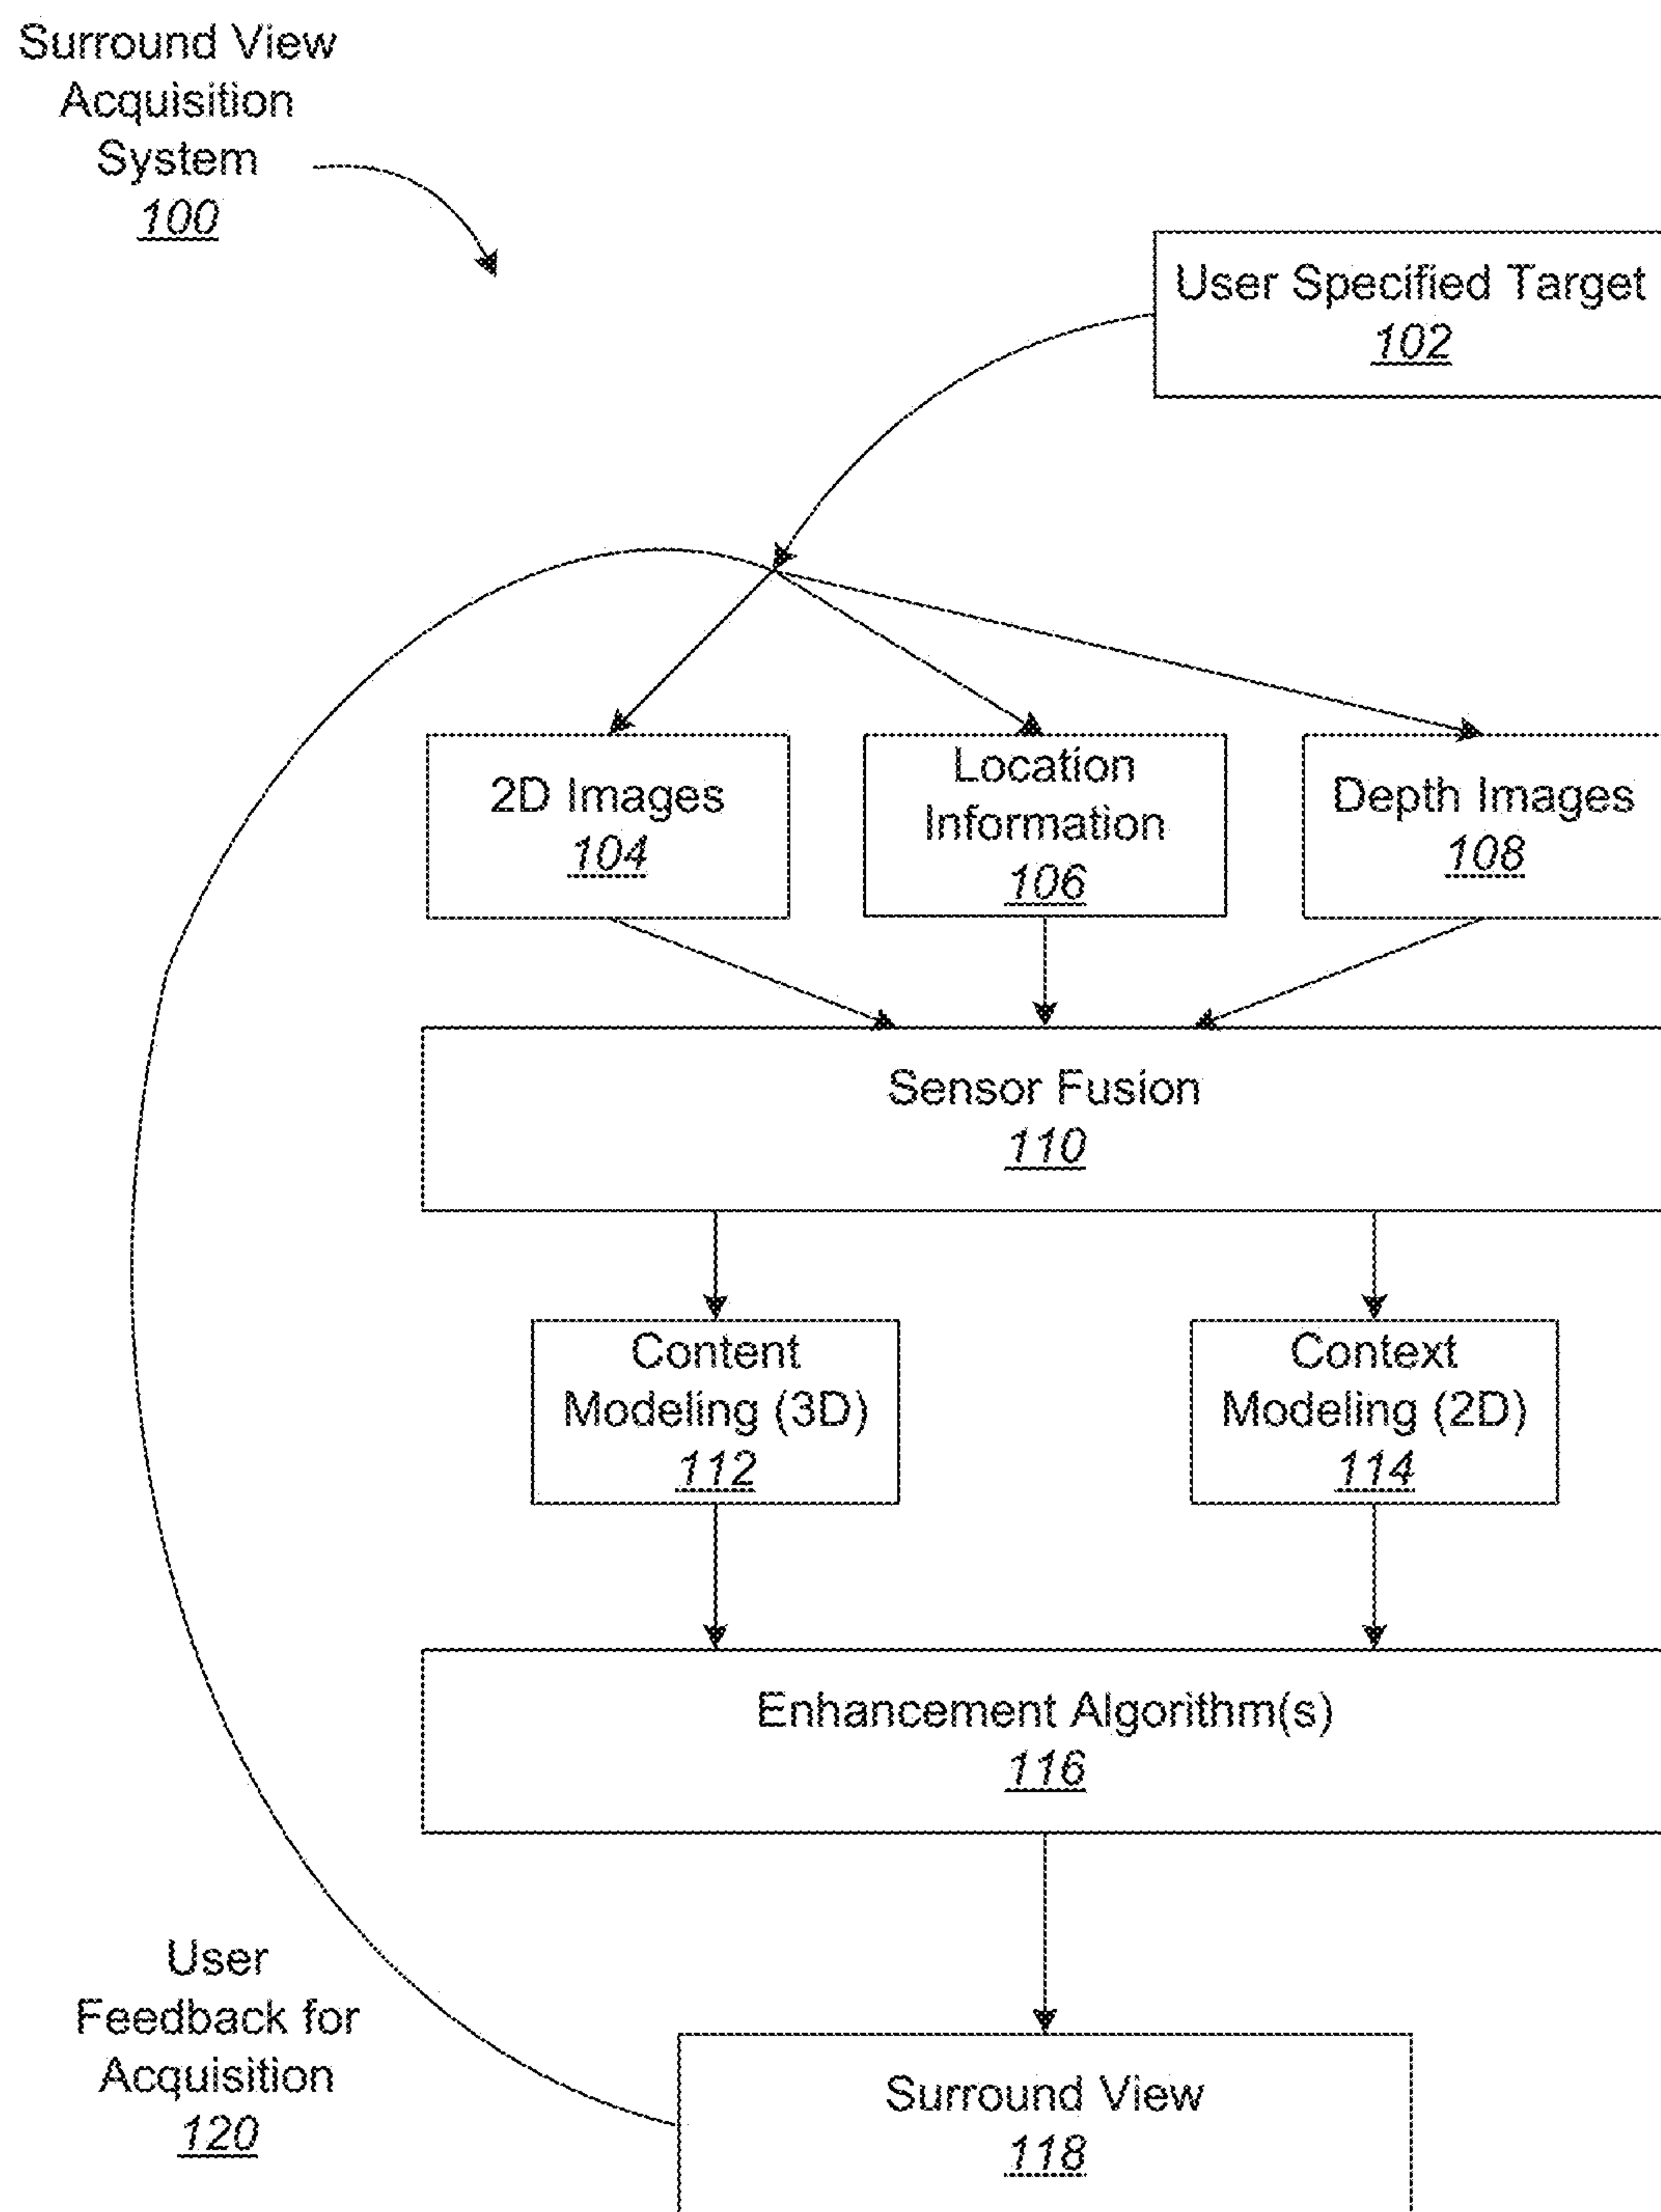 Surround View
Acquisition
System
100
User Specified Target
102
2D Images
104
Location
Information
106
Depth Images
108
Sensor Fusion
110
Content
Modeling (3D)
112
Context
Modeling (2D)
114
Enhancement Algorithm(s)
116
User
Feedback for
Acquisition
120
Surround View
118